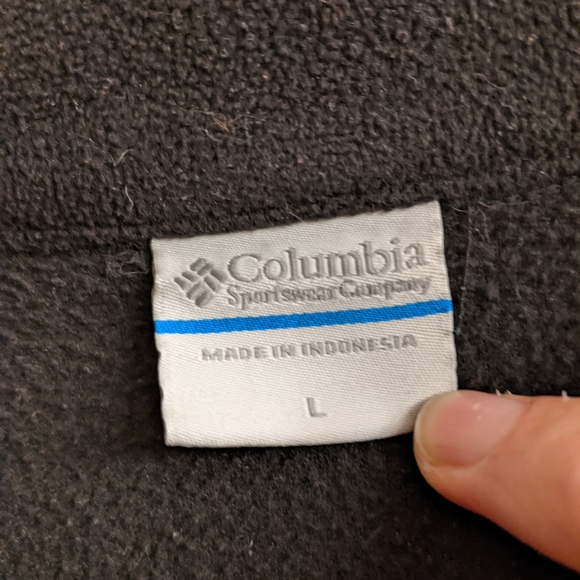 Columbia
Sportswear Company
MADE IN INDONESIA
L